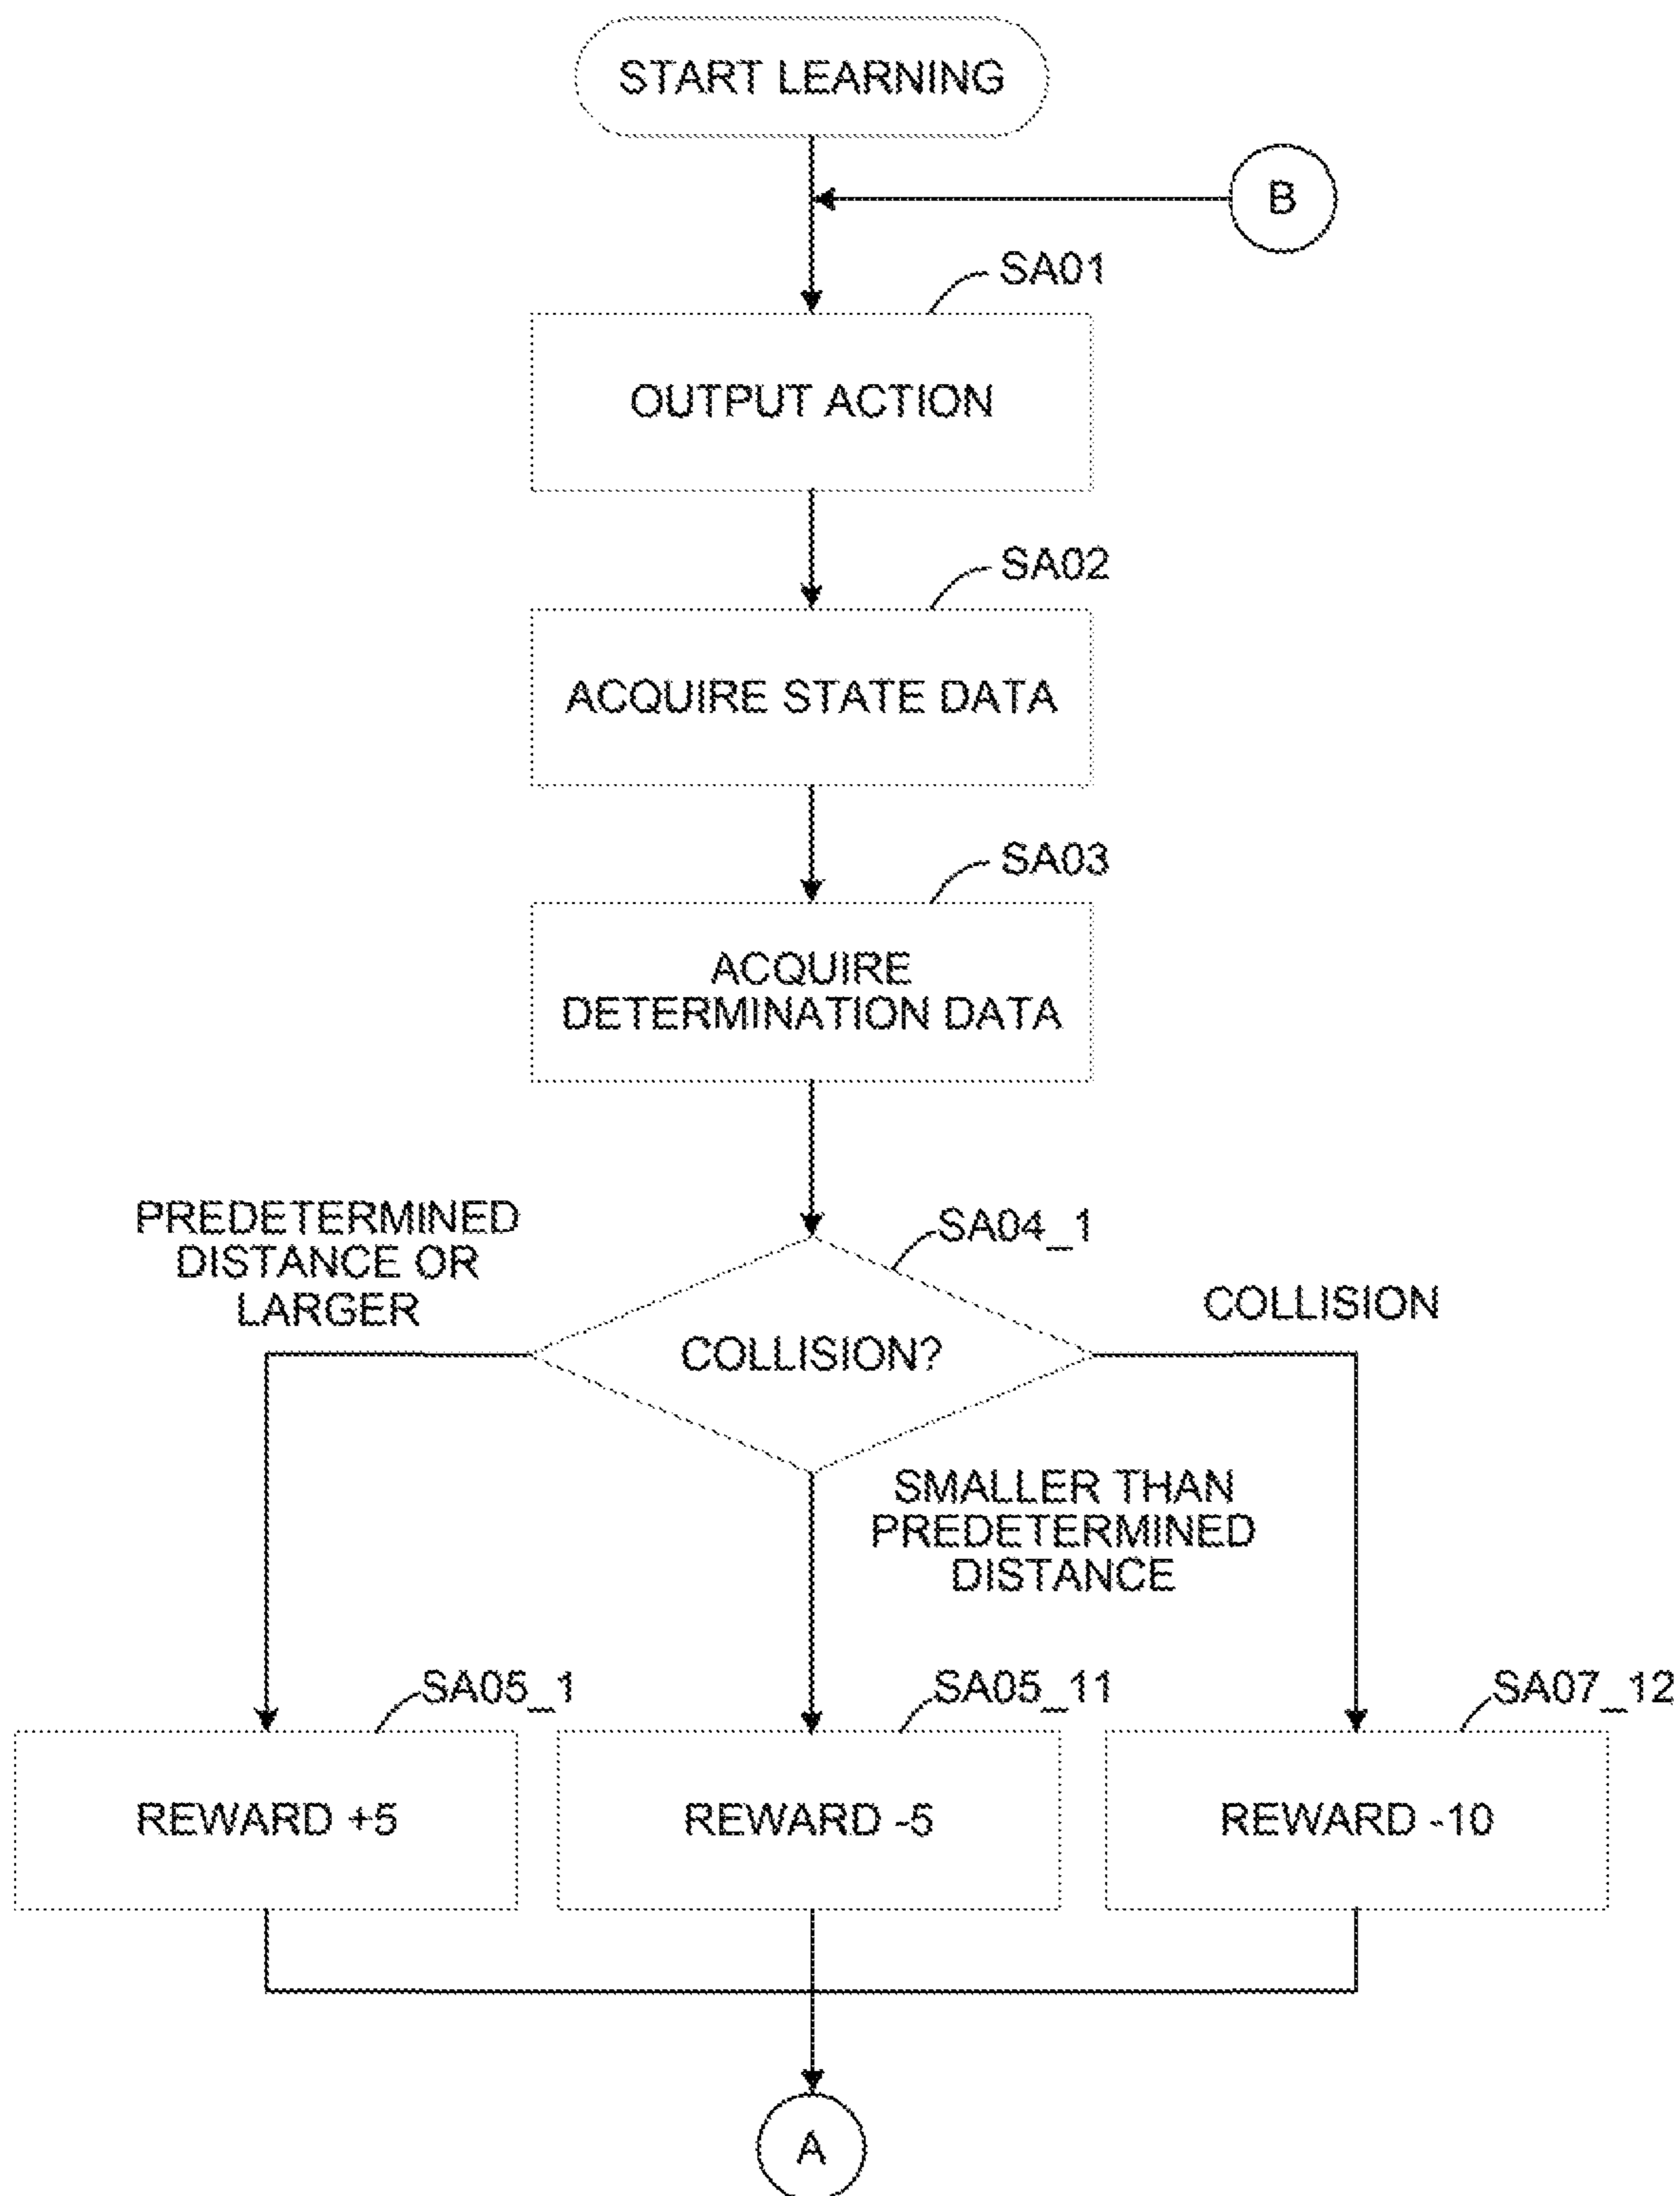 START LEARNING
B
SA01
OUTPUT ACTION
SA02
ACQUIRE STATE DATA
SA03
ACQUIRE
DETERMINATION DATA
PREDETERMINED
DISTANCE OR
LARGER
SA04_1
COLLISION
COLLISION?
SMALLER THAN
PREDETERMINED
DISTANCE
SA05_1
SA05_11
SA07_12
REWARD +5
REWARD -5
REWARD -10
A